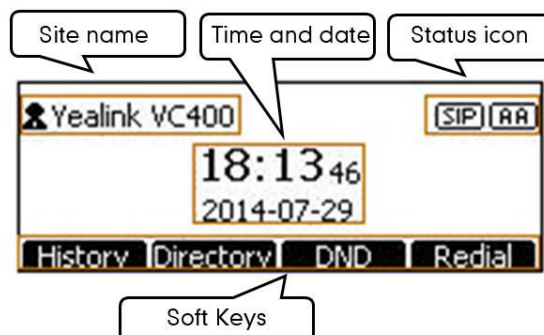 Site name
Time and date
Status icon
Yealink VC400
SIP AA
18:13 46
2014-07-29
History Directory DND Redial
Soft Keys